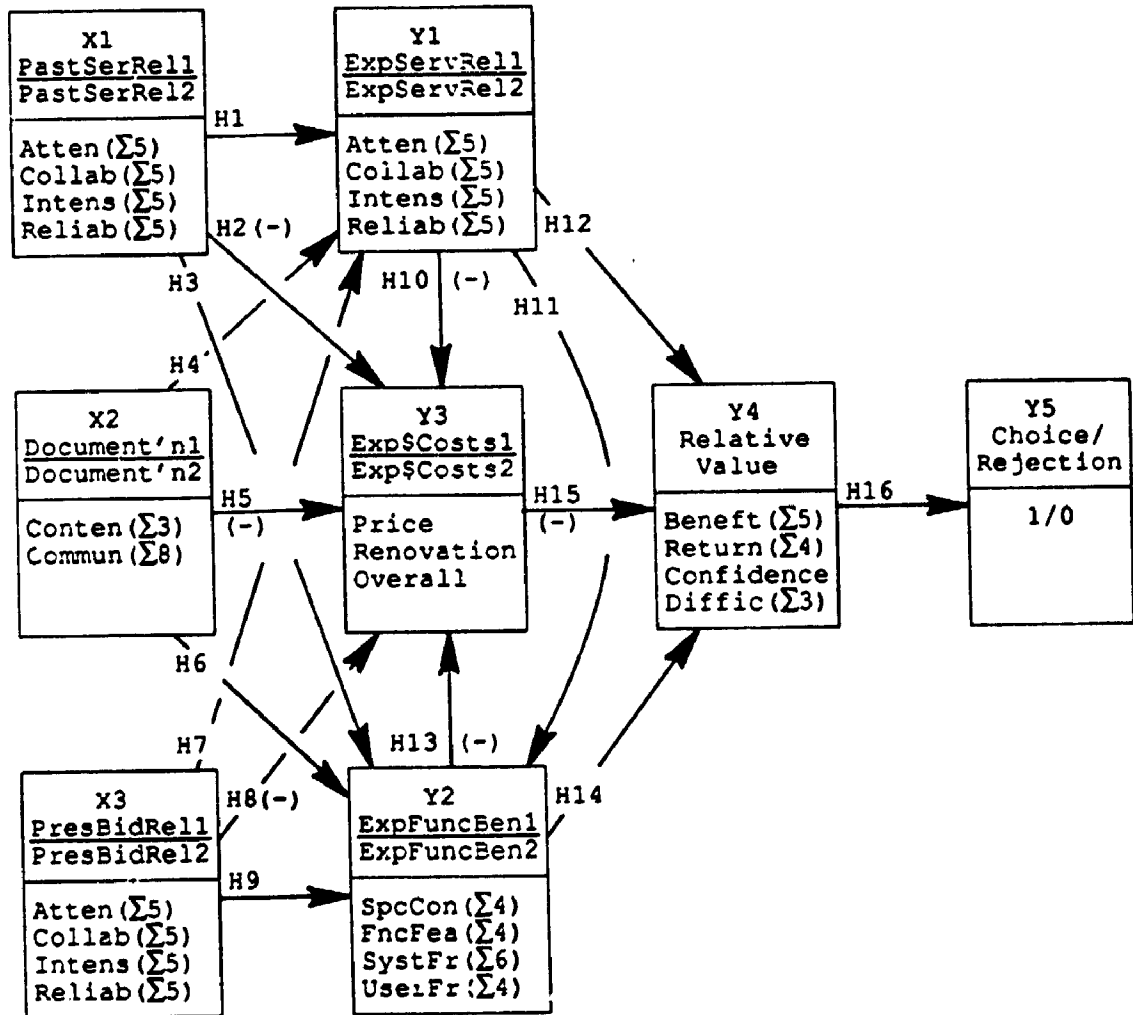 X1
PastSerRel1
PastSerRel2
Atten(∑5)
Collab(∑5)
Intens(∑5)
Reliab(∑5)
Y1
ExpServRel1
ExpServRel2
Atten(∑5)
Collab(∑5)
Intens(∑5)
Reliab(∑5)
H1
H2(-)
H3
H4
H10 (-)
H11
H12
X2
Document'n1
Document'n2
Conten(∑3)
Commun(∑8)
H5
(-)
Y3
Exp$Costs1
Exp$Costs2
Price
Renovation
Overall
H15
(-)
Y4
Relative
Value
Beneft(∑5)
Return(∑4)
Confidence
Diffic(∑3)
H16
Y5
Choice/
Rejection
1/0
H6
H7
H8(-)
H9
H13 (-)
H14
X3
PresBidRel1
PresBidRel2
Atten(∑5)
Collab(∑5)
Intens(∑5)
Reliab(∑5)
Y2
ExpFuncBen1
ExpFuncBen2
SpcCon(∑4)
FncFea(∑4)
SystFr(∑6)
UserFr(∑4)